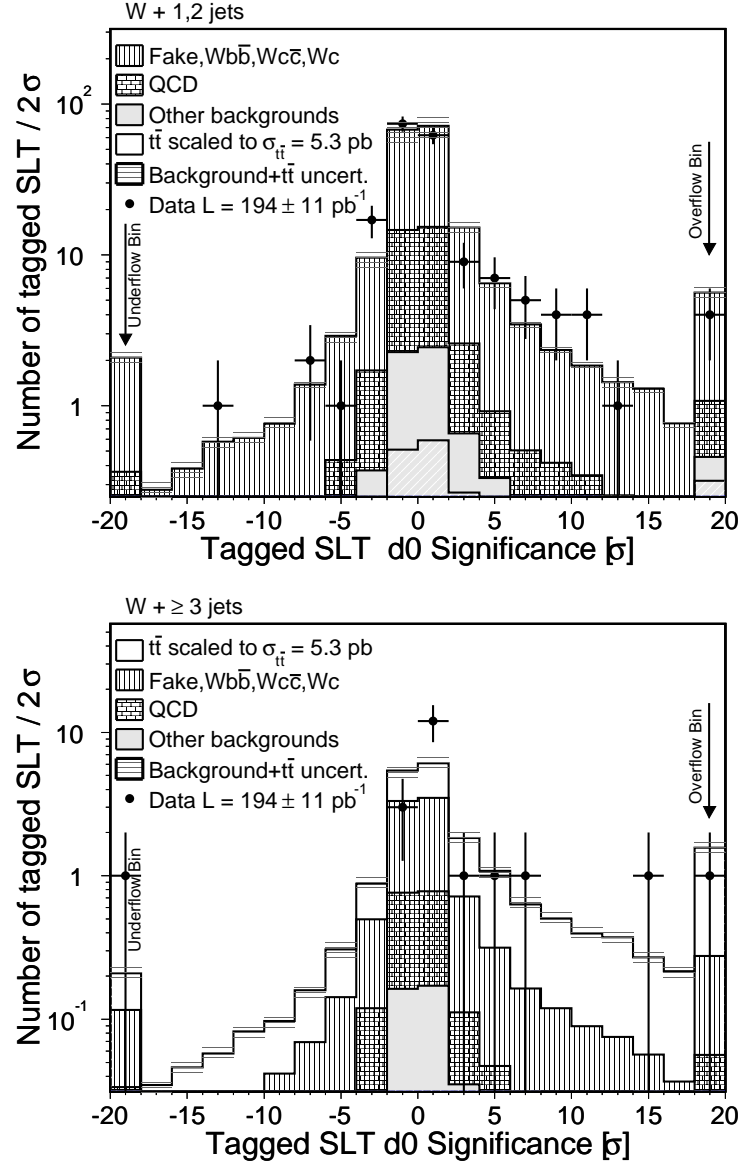 W + 1,2 jets
Number of tagged SLT / 2σ
Fake,Wbb̅,Wcc̅,Wc
QCD
Other backgrounds
tt̅ scaled to σtt̅ = 5.3 pb
Background+tt̅ uncert.
Data L = 194 ± 11 pb⁻¹
Underflow Bin
Overflow Bin
10²
10
1
-20 -15 -10 -5 0 5 10 15 20
Tagged SLT d0 Significance [σ]
W + ≥ 3 jets
Number of tagged SLT / 2σ
tt̅ scaled to σtt̅ = 5.3 pb
Fake,Wbb̅,Wcc̅,Wc
QCD
Other backgrounds
Background+tt̅ uncert.
Data L = 194 ± 11 pb⁻¹
Underflow Bin
Overflow Bin
10
1
10⁻¹
-20 -15 -10 -5 0 5 10 15 20
Tagged SLT d0 Significance [σ]